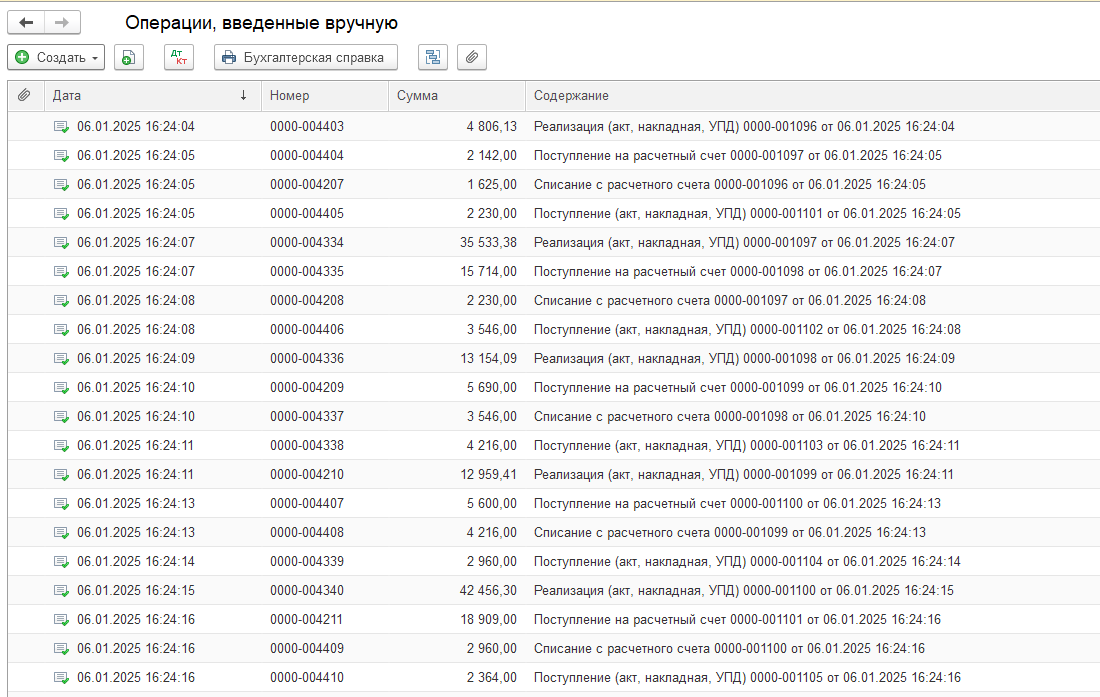 Операции, введенные вручную
Создать Дт Кт Бухгалтерская справка
Дата ↓ Номер Сумма Содержание
06.01.2025 16:24:04 0000-004403 4 806,13 Реализация (акт, накладная, УПД) 0000-001096 от 06.01.2025 16:24:04
06.01.2025 16:24:05 0000-004404 2 142,00 Поступление на расчетный счет 0000-001097 от 06.01.2025 16:24:05
06.01.2025 16:24:05 0000-004207 1 625,00 Списание с расчетного счета 0000-001096 от 06.01.2025 16:24:05
06.01.2025 16:24:05 0000-004405 2 230,00 Поступление (акт, накладная, УПД) 0000-001101 от 06.01.2025 16:24:05
06.01.2025 16:24:07 0000-004334 35 533,38 Реализация (акт, накладная, УПД) 0000-001097 от 06.01.2025 16:24:07
06.01.2025 16:24:07 0000-004335 15 714,00 Поступление на расчетный счет 0000-001098 от 06.01.2025 16:24:07
06.01.2025 16:24:08 0000-004208 2 230,00 Списание с расчетного счета 0000-001097 от 06.01.2025 16:24:08
06.01.2025 16:24:08 0000-004406 3 546,00 Поступление (акт, накладная, УПД) 0000-001102 от 06.01.2025 16:24:08
06.01.2025 16:24:09 0000-004336 13 154,09 Реализация (акт, накладная, УПД) 0000-001098 от 06.01.2025 16:24:09
06.01.2025 16:24:10 0000-004209 5 690,00 Поступление на расчетный счет 0000-001099 от 06.01.2025 16:24:10
06.01.2025 16:24:10 0000-004337 3 546,00 Списание с расчетного счета 0000-001098 от 06.01.2025 16:24:10
06.01.2025 16:24:11 0000-004338 4 216,00 Поступление (акт, накладная, УПД) 0000-001103 от 06.01.2025 16:24:11
06.01.2025 16:24:11 0000-004210 12 959,41 Реализация (акт, накладная, УПД) 0000-001099 от 06.01.2025 16:24:11
06.01.2025 16:24:13 0000-004407 5 600,00 Поступление на расчетный счет 0000-001100 от 06.01.2025 16:24:13
06.01.2025 16:24:13 0000-004408 4 216,00 Списание с расчетного счета 0000-001099 от 06.01.2025 16:24:13
06.01.2025 16:24:14 0000-004339 2 960,00 Поступление (акт, накладная, УПД) 0000-001104 от 06.01.2025 16:24:14
06.01.2025 16:24:15 0000-004340 42 456,30 Реализация (акт, накладная, УПД) 0000-001100 от 06.01.2025 16:24:15
06.01.2025 16:24:16 0000-004211 18 909,00 Поступление на расчетный счет 0000-001101 от 06.01.2025 16:24:16
06.01.2025 16:24:16 0000-004409 2 960,00 Списание с расчетного счета 0000-001100 от 06.01.2025 16:24:16
06.01.2025 16:24:16 0000-004410 2 364,00 Поступление (акт, накладная, УПД) 0000-001105 от 06.01.2025 16:24:16